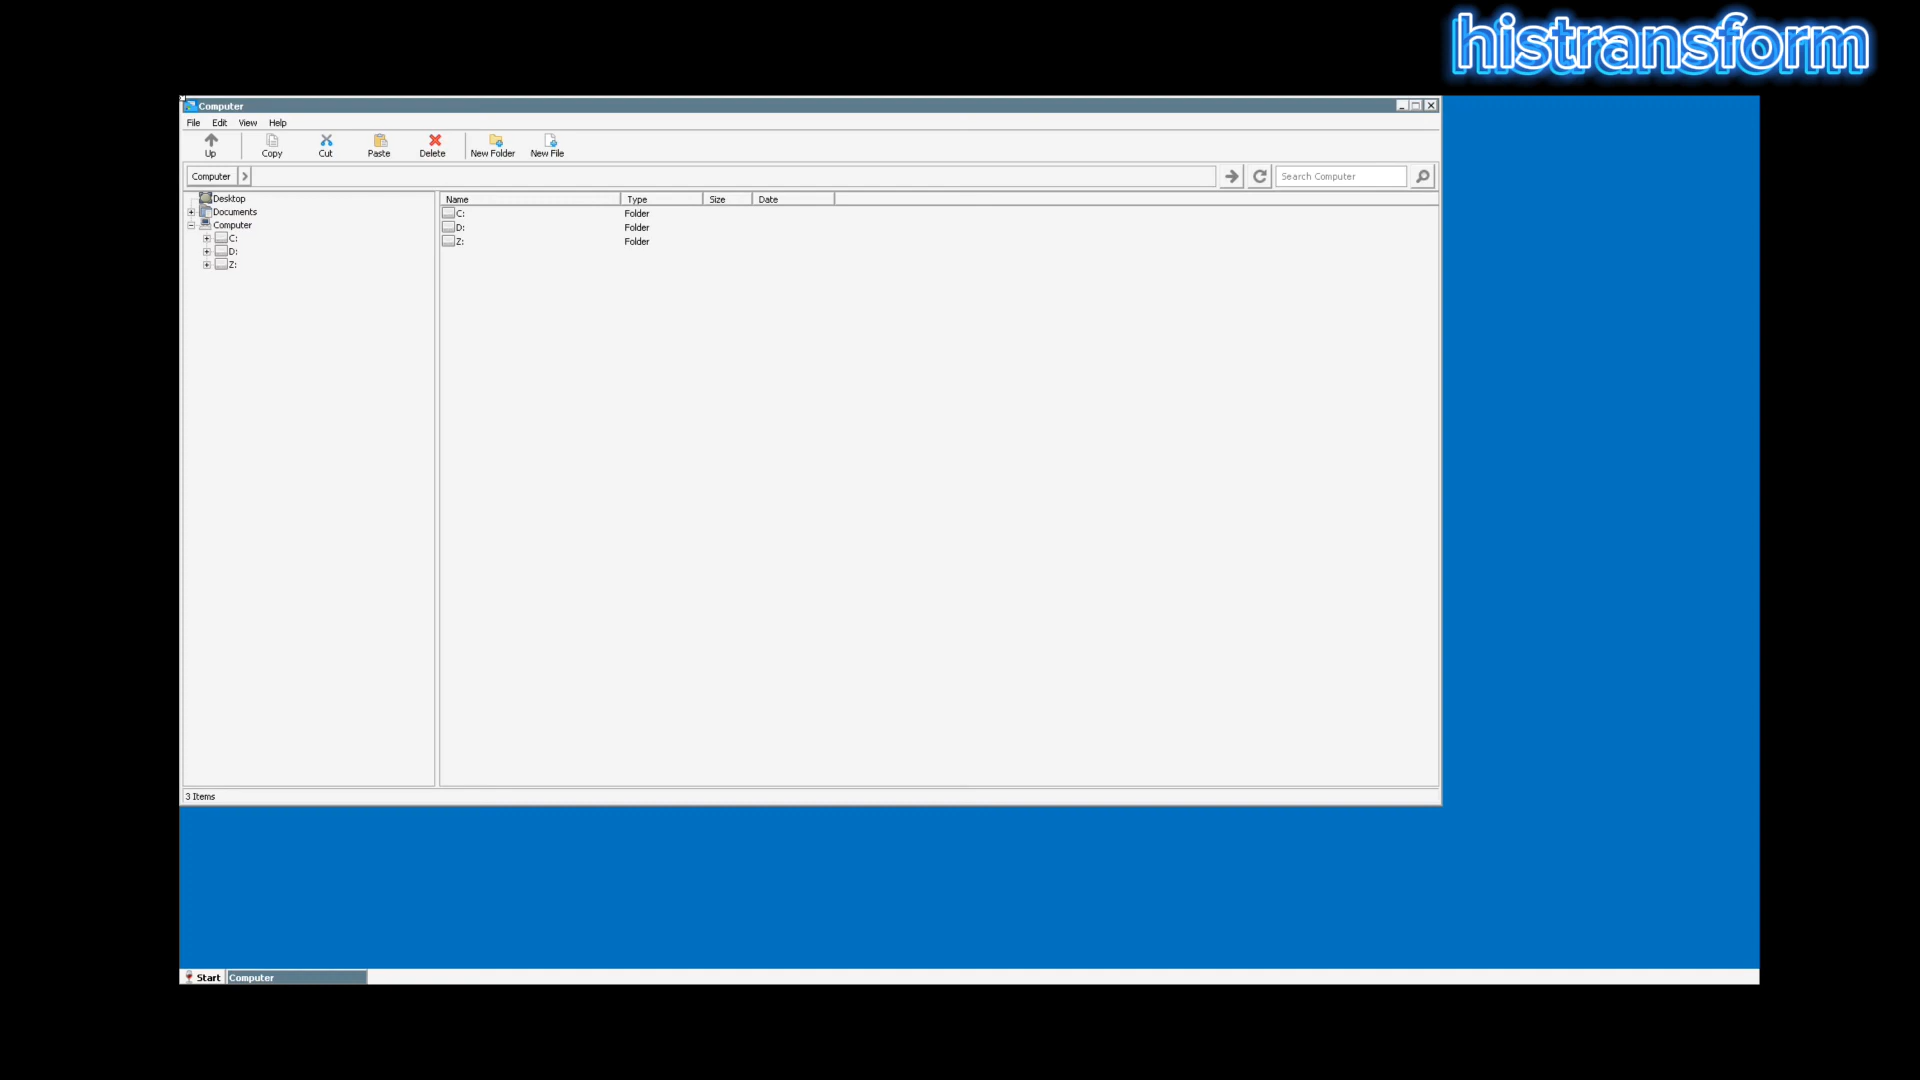 histransform
Computer
File Edit View Help
Up Copy Cut Paste Delete New Folder New File
Computer Search Computer
Desktop
Documents
Computer
C:
D:
Z:
Name Type Size Date
C: Folder
D: Folder
Z: Folder
3 Items
Start Computer